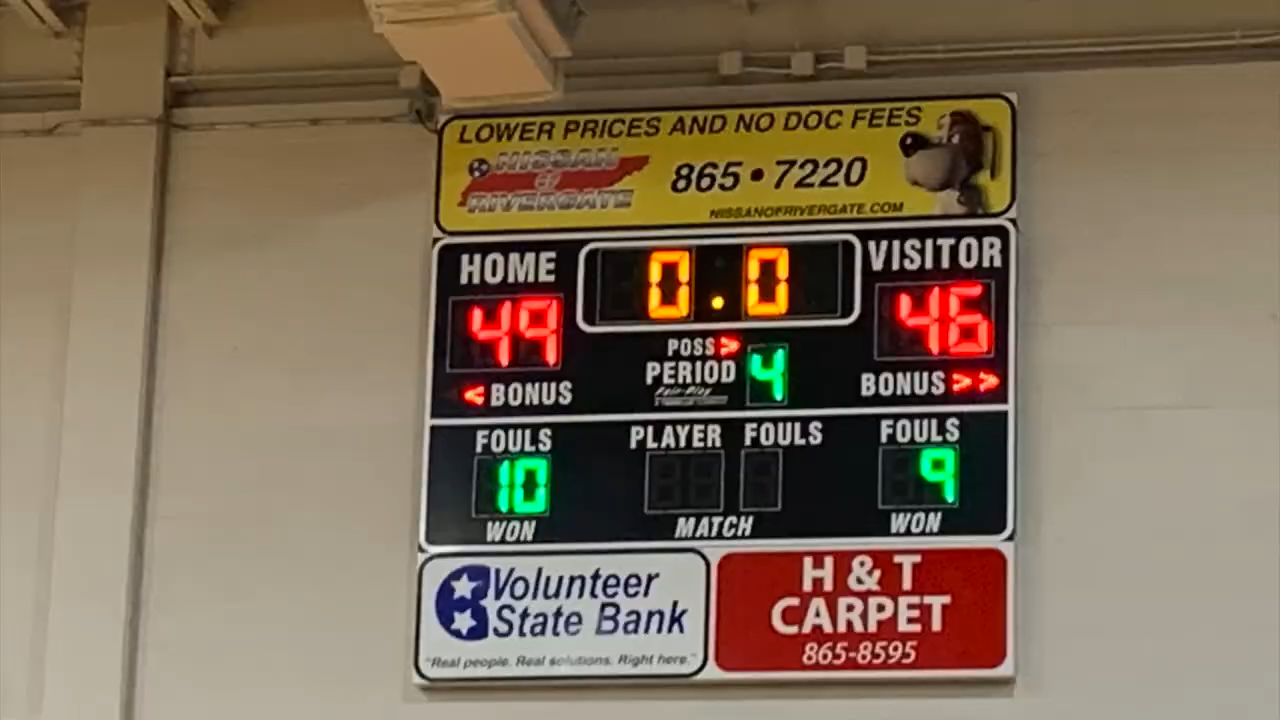 LOWER PRICES AND NO DOC FEES
NISSAN
OF
RIVERGATE
865•7220
NISSANOFRIVERGATE.COM
HOME
0.0
VISITOR
49
46
POSS >
PERIOD 4
Fair-Play
< BONUS
BONUS >>
FOULS
PLAYER FOULS
FOULS
10
9
WON
MATCH
WON
Volunteer
State Bank
"Real people. Real solutions. Right here."
H & T
CARPET
865-8595